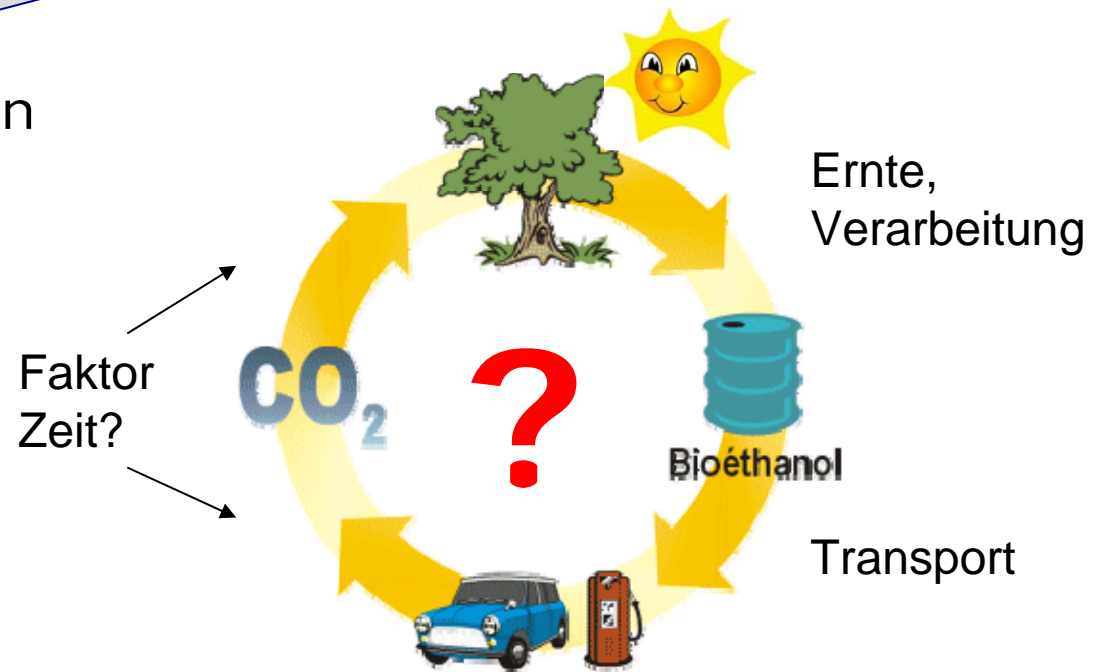 n
Ernte,
Verarbeitung
Faktor
Zeit?
CO₂
?
Bioéthanol
Transport